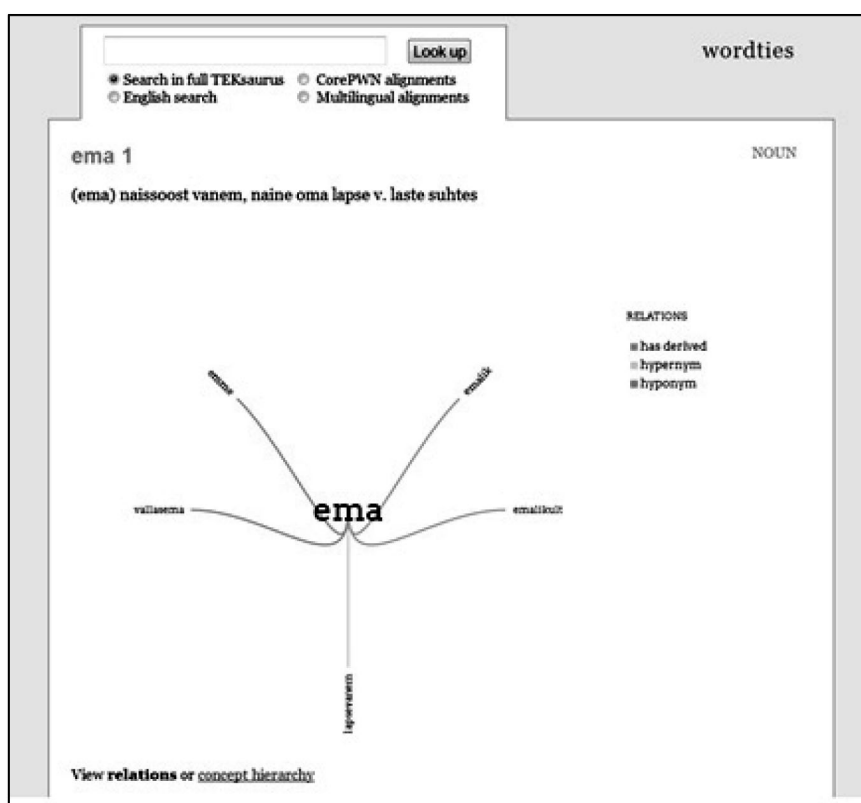 Look up
wordties
Search in full TEKsaurus CorePWN alignments
English search Multilingual alignments
ema 1
NOUN
(ema) naissoost vanem, naine oma lapse v. laste suhtes
RELATIONS
has derived
hypernym
hyponym
emme
emalik
vallasema
ema
emalikult
lapsevanem
View relations or concept hierarchy